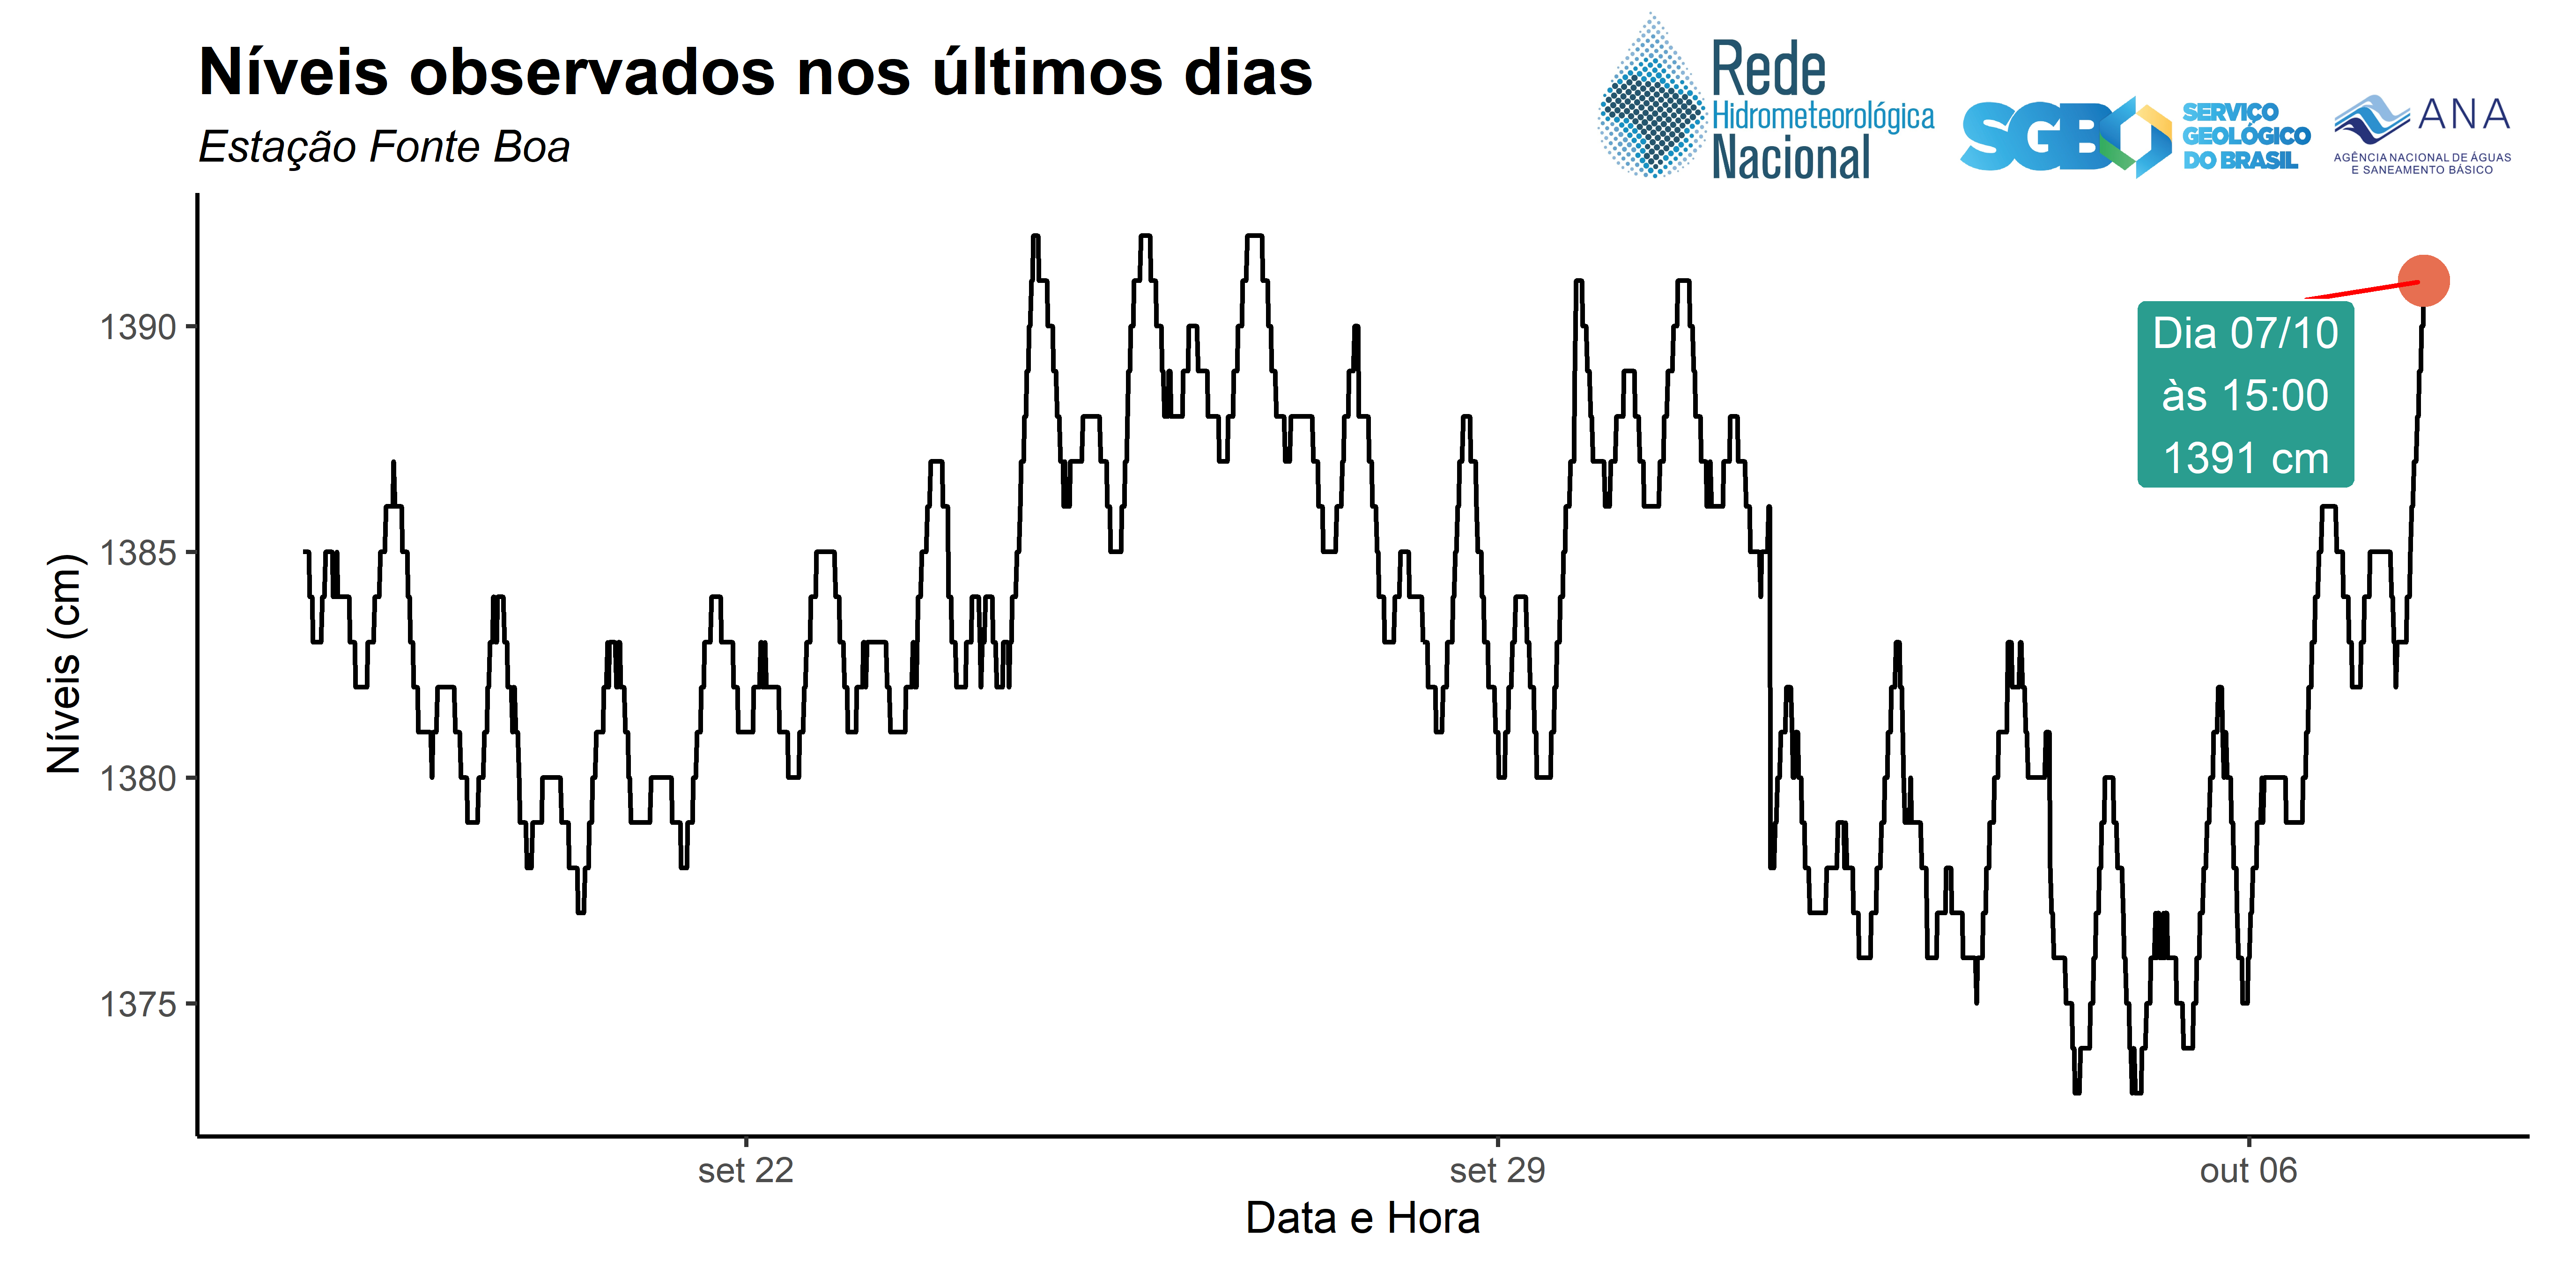 Níveis observados nos últimos dias
Estação Fonte Boa
Rede
Hidrometeorológica
Nacional
SGB
SERVIÇO
GEOLÓGICO
DO BRASIL
ANA
AGÊNCIA NACIONAL DE ÁGUAS
E SANEAMENTO BÁSICO
Níveis (cm)
1390
1385
1380
1375
Dia 07/10
às 15:00
1391 cm
set 22
set 29
out 06
Data e Hora